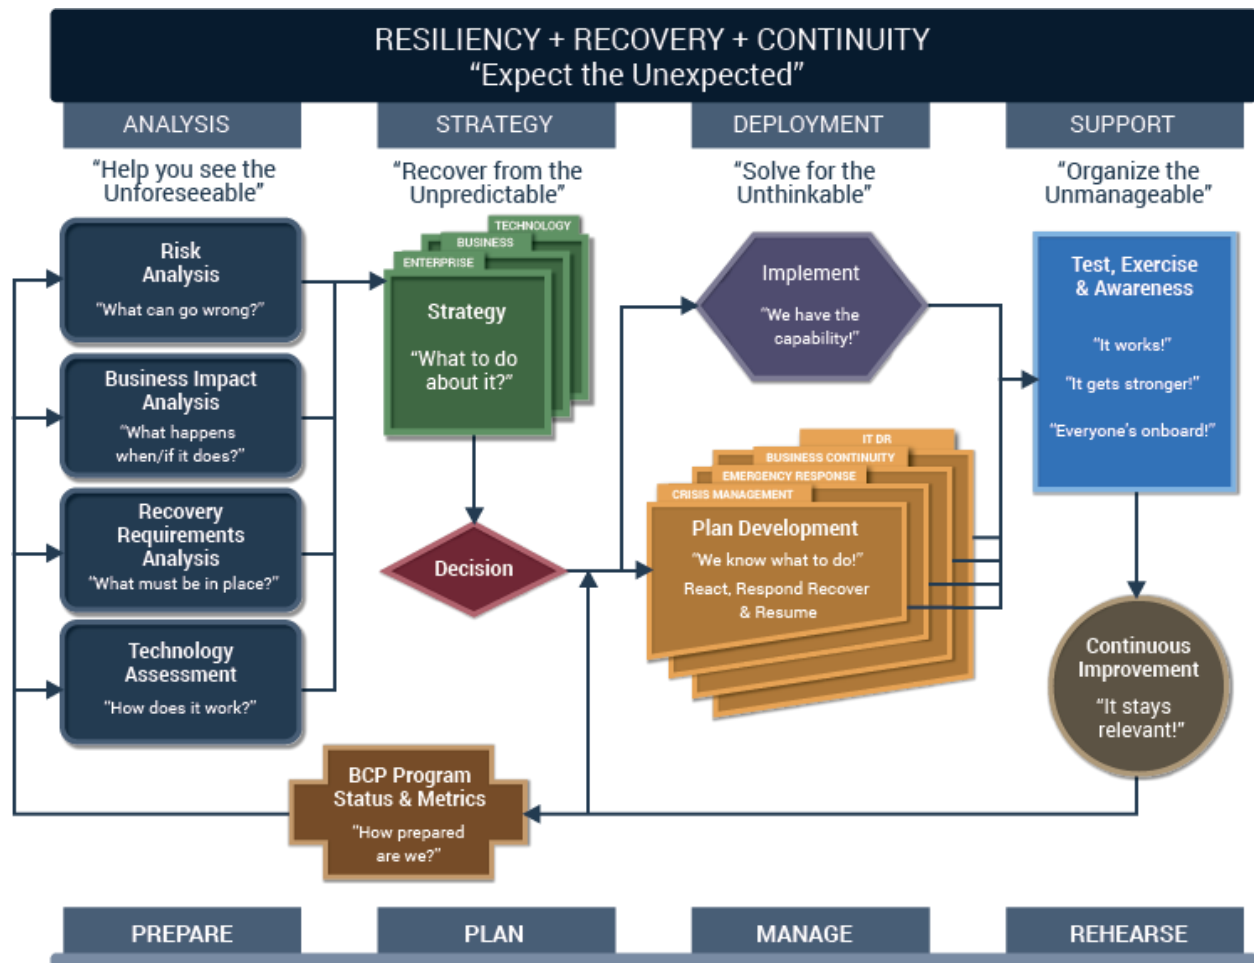 RESILIENCY + RECOVERY + CONTINUITY
“Expect the Unexpected”
ANALYSIS
“Help you see the
Unforeseeable”
Risk
Analysis
“What can go wrong?”
Business Impact
Analysis
“What happens
when/if it does?”
Recovery
Requirements
Analysis
“What must be in place?”
Technology
Assessment
“How does it work?”
STRATEGY
“Recover from the
Unpredictable”
TECHNOLOGY
BUSINESS
ENTERPRISE
Strategy
“What to do
about it?”
Decision
DEPLOYMENT
“Solve for the
Unthinkable”
Implement
“We have the
capability!”
IT DR
BUSINESS CONTINUITY
EMERGENCY RESPONSE
CRISIS MANAGEMENT
Plan Development
“We know what to do!”
React, Respond Recover
& Resume
SUPPORT
“Organize the
Unmanageable”
Test, Exercise
& Awareness
“It works!”
“It gets stronger!”
“Everyone’s onboard!”
Continuous
Improvement
“It stays
relevant!”
BCP Program
Status & Metrics
“How prepared
are we?”
PREPARE
PLAN
MANAGE
REHEARSE